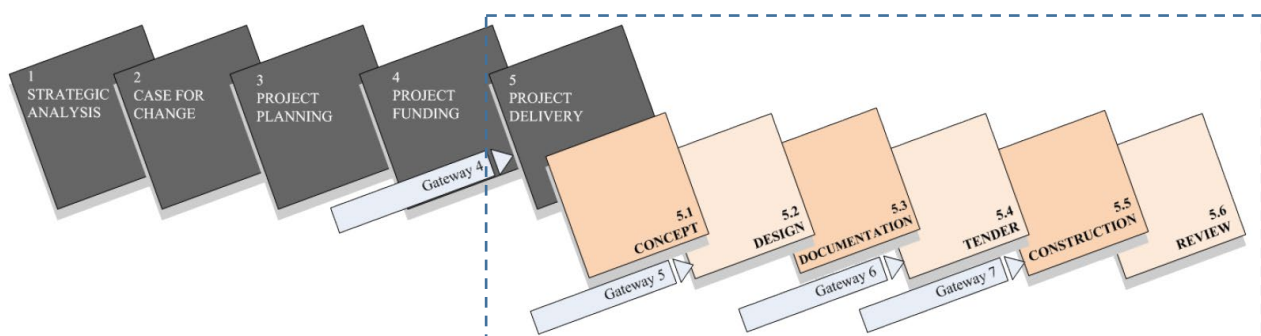 1
STRATEGIC
ANALYSIS
2
CASE FOR
CHANGE
3
PROJECT
PLANNING
4
PROJECT
FUNDING
5
PROJECT
DELIVERY
Gateway 4
5.1
CONCEPT
5.2
DESIGN
5.3
DOCUMENTATION
5.4
TENDER
5.5
CONSTRUCTION
5.6
REVIEW
Gateway 5
Gateway 6
Gateway 7